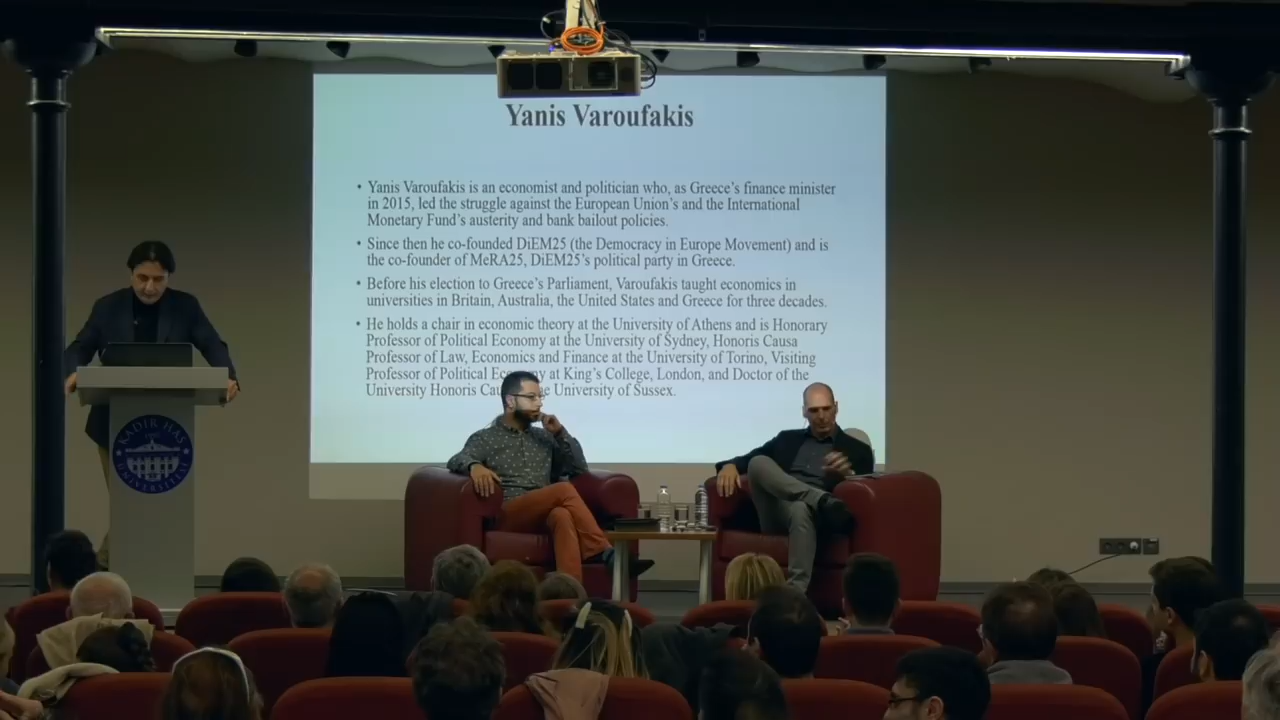 Yanis Varoufakis
• Yanis Varoufakis is an economist and politician who, as Greece's finance minister
in 2015, led the struggle against the European Union's and the International
Monetary Fund's austerity and bank bailout policies.
• Since then he co-founded DiEM25 (the Democracy in Europe Movement) and is
the co-founder of MeRA25, DiEM25's political party in Greece.
• Before his election to Greece's Parliament, Varoufakis taught economics in
universities in Britain, Australia, the United States and Greece for three decades.
• He holds a chair in economic theory at the University of Athens and is Honorary
Professor of Political Economy at the University of Sydney, Honoris Causa
Professor of Law, Economics and Finance at the University of Torino, Visiting
Professor of Political Ec my at King's College, London, and Doctor of the
University Honoris Cau e University of Sussex.
KADIR HAS
ÜNİVERSİTESİ